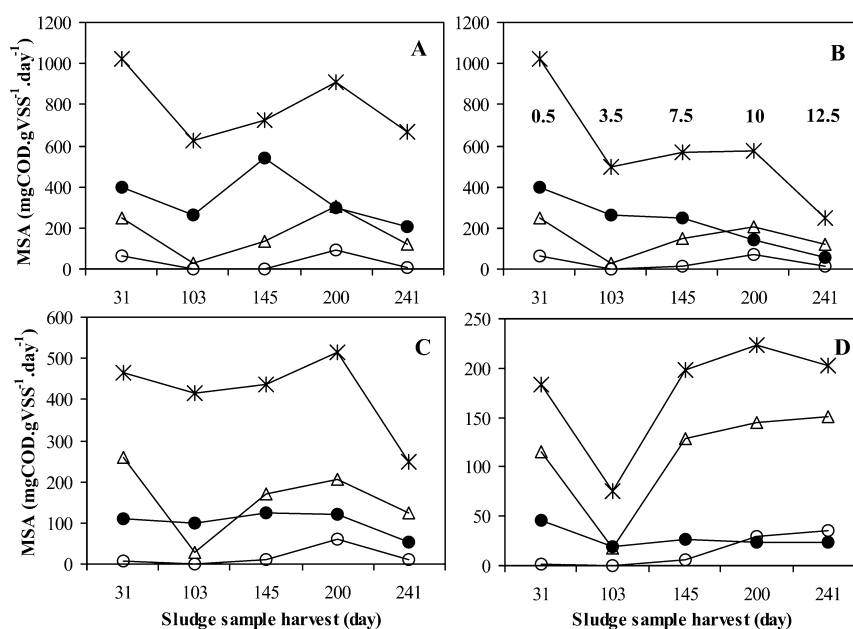 1200
A
1000
800
600
400
200
0
MSA (mgCOD.gVSS⁻¹.day⁻¹)
31 103 145 200 241
1200
B
1000
800
0.5 3.5 7.5 10 12.5
600
400
200
0
31 103 145 200 241
600
C
500
400
300
200
100
0
MSA (mgCOD.gVSS⁻¹.day⁻¹)
31 103 145 200 241
Sludge sample harvest (day)
250
D
200
150
100
50
0
31 103 145 200 241
Sludge sample harvest (day)